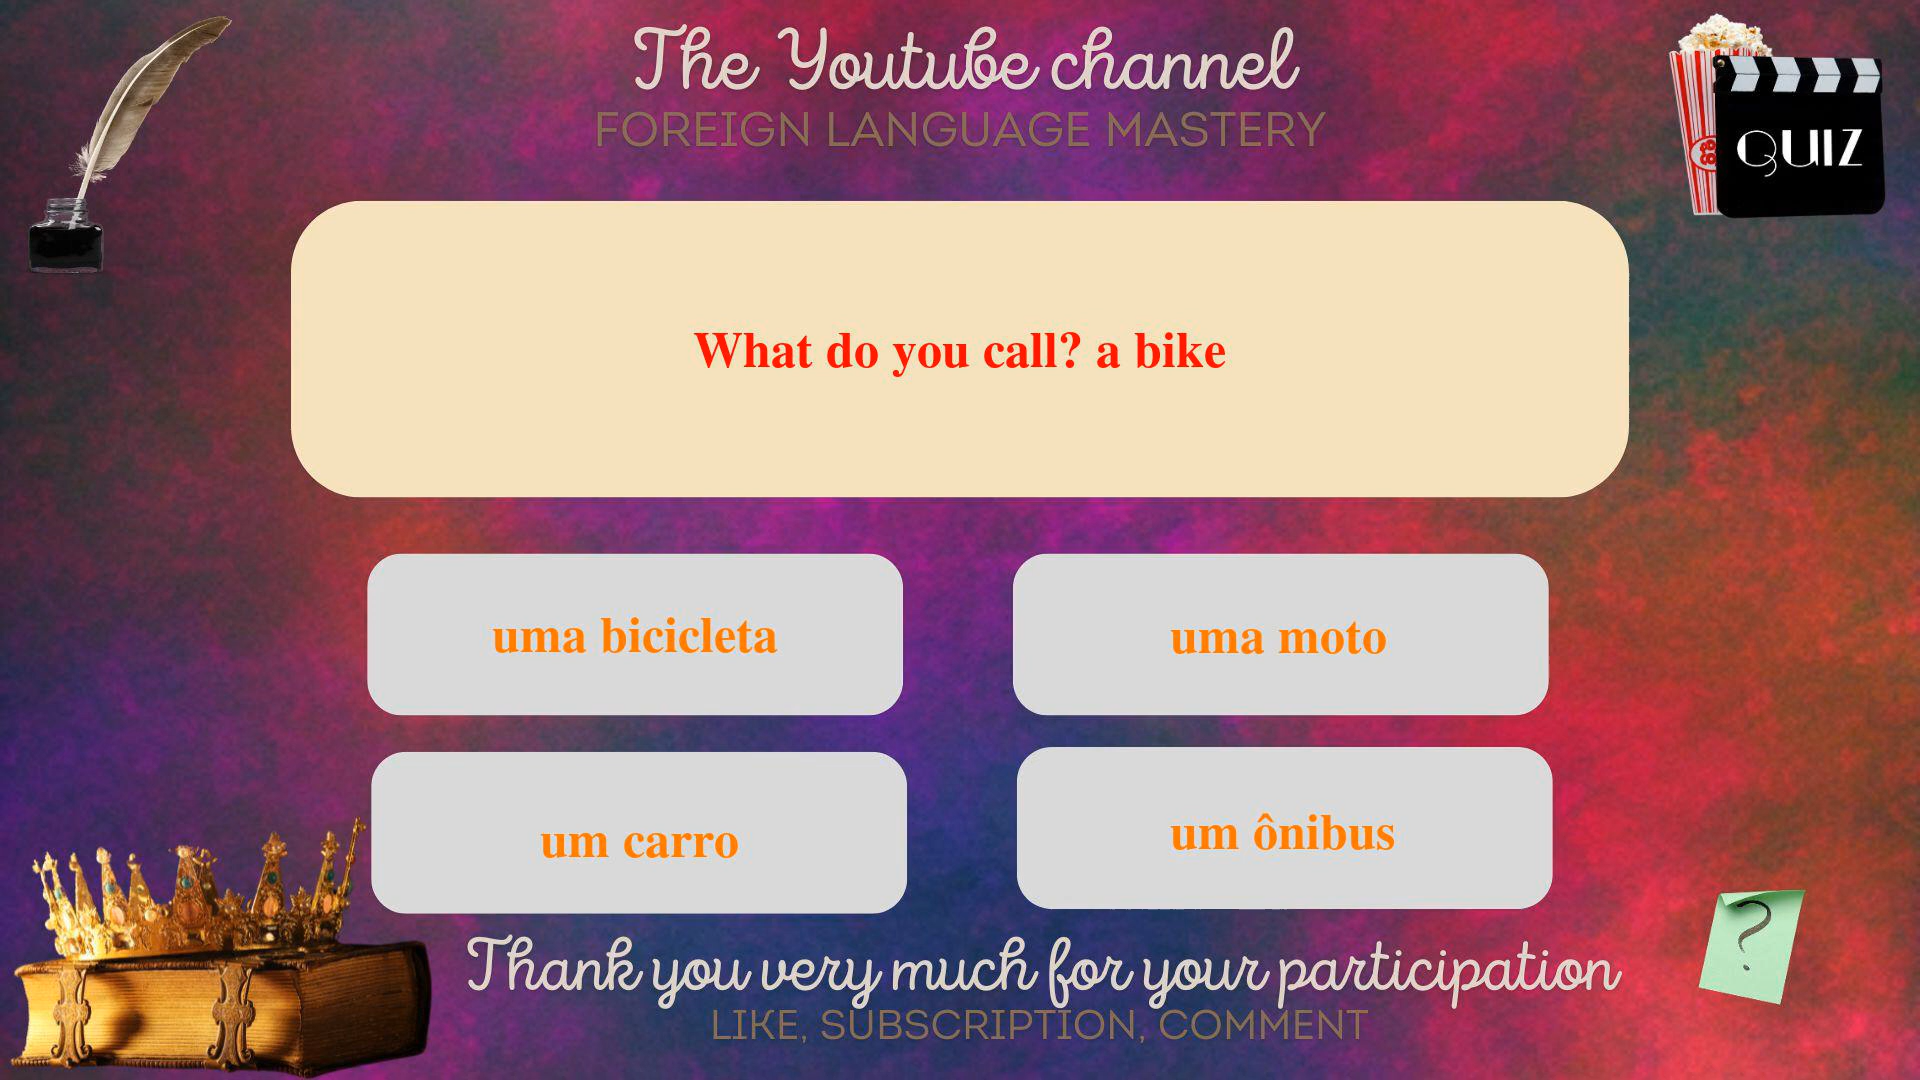 The Youtube channel
FOREIGN LANGUAGE MASTERY
QUIZ
What do you call? a bike
uma bicicleta
uma moto
um carro
um ônibus
Thank you very much for your participation
LIKE, SUBSCRIPTION, COMMENT
?